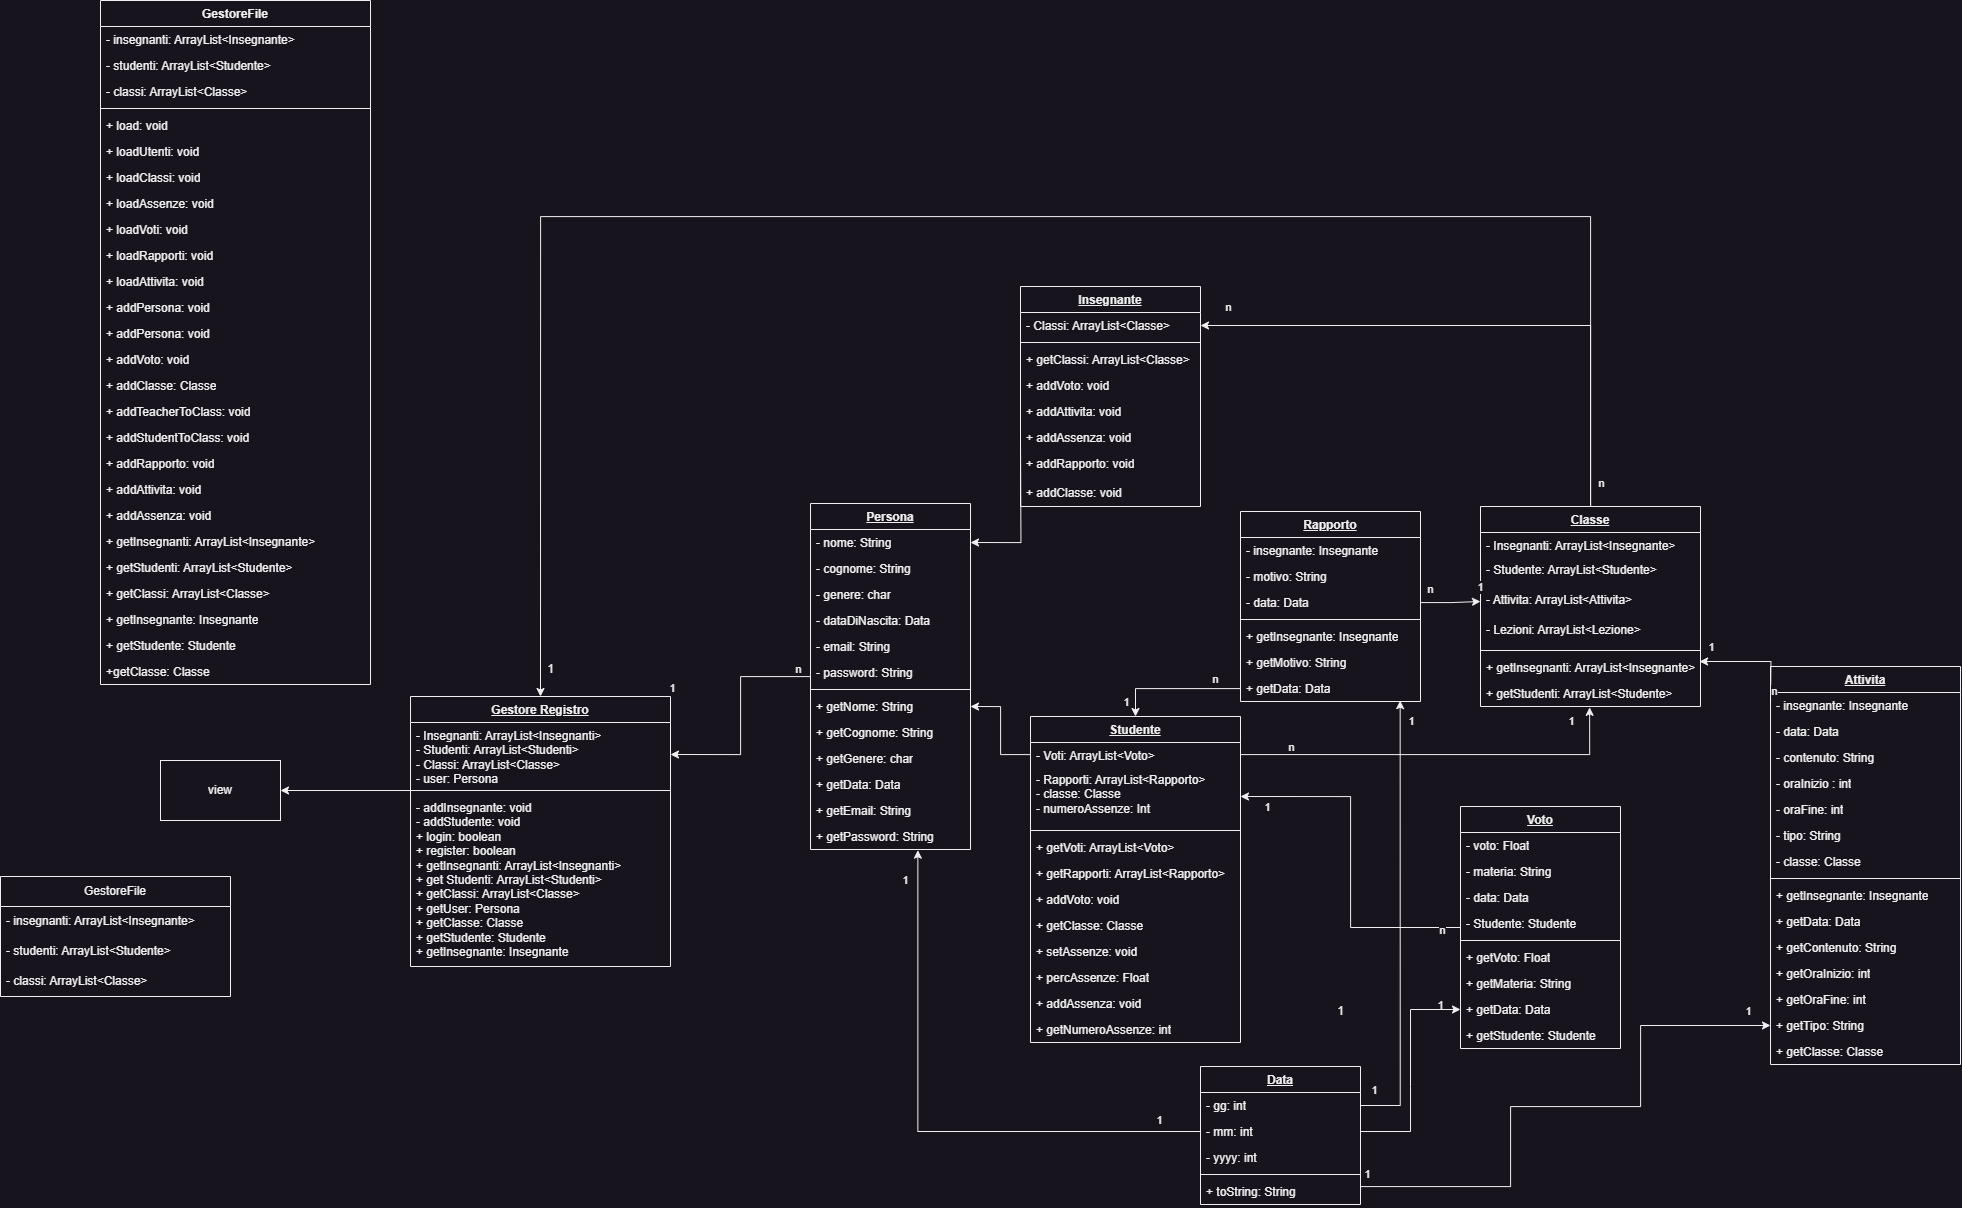 GestoreFile
- insegnanti: ArrayList<Insegnante>
- studenti: ArrayList<Studente>
- classi: ArrayList<Classe>
+ load: void
+ loadUtenti: void
+ loadClassi: void
+ loadAssenze: void
+ loadVoti: void
+ loadRapporti: void
+ loadAttivita: void
+ addPersona: void
+ addPersona: void
+ addVoto: void
+ addClasse: Classe
+ addTeacherToClass: void
+ addStudentToClass: void
+ addRapporto: void
+ addAttivita: void
+ addAssenza: void
+ getInsegnanti: ArrayList<Insegnante>
+ getStudenti: ArrayList<Studente>
+ getClassi: ArrayList<Classe>
+ getInsegnante: Insegnante
+ getStudente: Studente
+getClasse: Classe
view
GestoreFile
- insegnanti: ArrayList<Insegnante>
- studenti: ArrayList<Studente>
- classi: ArrayList<Classe>
1
1
Gestore Registro
- Insegnanti: ArrayList<Insegnanti>
- Studenti: ArrayList<Studenti>
- Classi: ArrayList<Classe>
- user: Persona
- addInsegnante: void
- addStudente: void
+ login: boolean
+ register: boolean
+ getInsegnanti: ArrayList<Insegnanti>
+ get Studenti: ArrayList<Studenti>
+ getClassi: ArrayList<Classe>
+ getUser: Persona
+ getClasse: Classe
+ getStudente: Studente
+ getInsegnante: Insegnante
n
Persona
- nome: String
- cognome: String
- genere: char
- dataDiNascita: Data
- email: String
- password: String
+ getNome: String
+ getCognome: String
+ getGenere: char
+ getData: Data
+ getEmail: String
+ getPassword: String
1
Insegnante
- Classi: ArrayList<Classe>
+ getClassi: ArrayList<Classe>
+ addVoto: void
+ addAttivita: void
+ addAssenza: void
+ addRapporto: void
+ addClasse: void
n
n
Rapporto
- insegnante: Insegnante
- motivo: String
- data: Data
+ getInsegnante: Insegnante
+ getMotivo: String
+ getData: Data
n
1
n
1
1
Studente
- Voti: ArrayList<Voto>
- Rapporti: ArrayList<Rapporto>
- classe: Classe
- numeroAssenze: Int
+ getVoti: ArrayList<Voto>
+ getRapporti: ArrayList<Rapporto>
+ addVoto: void
+ getClasse: Classe
+ setAssenze: void
+ percAssenze: Float
+ addAssenza: void
+ getNumeroAssenze: int
n
1
Classe
- Insegnanti: ArrayList<Insegnante>
- Studente: ArrayList<Studente>
- Attivita: ArrayList<Attivita>
- Lezioni: ArrayList<Lezione>
+ getInsegnanti: ArrayList<Insegnante>
+ getStudenti: ArrayList<Studente>
1
1
n
Voto
- voto: Float
- materia: String
- data: Data
- Studente: Studente
+ getVoto: Float
+ getMateria: String
+ getData: Data
+ getStudente: Studente
n
1
1
Attivita
- insegnante: Insegnante
- data: Data
- contenuto: String
- oraInizio : int
- oraFine: int
- tipo: String
- classe: Classe
+ getInsegnante: Insegnante
+ getData: Data
+ getContenuto: String
+ getOraInizio: int
+ getOraFine: int
+ getTipo: String
+ getClasse: Classe
1
Data
- gg: int
- mm: int
- yyyy: int
+ toString: String
1
1
1